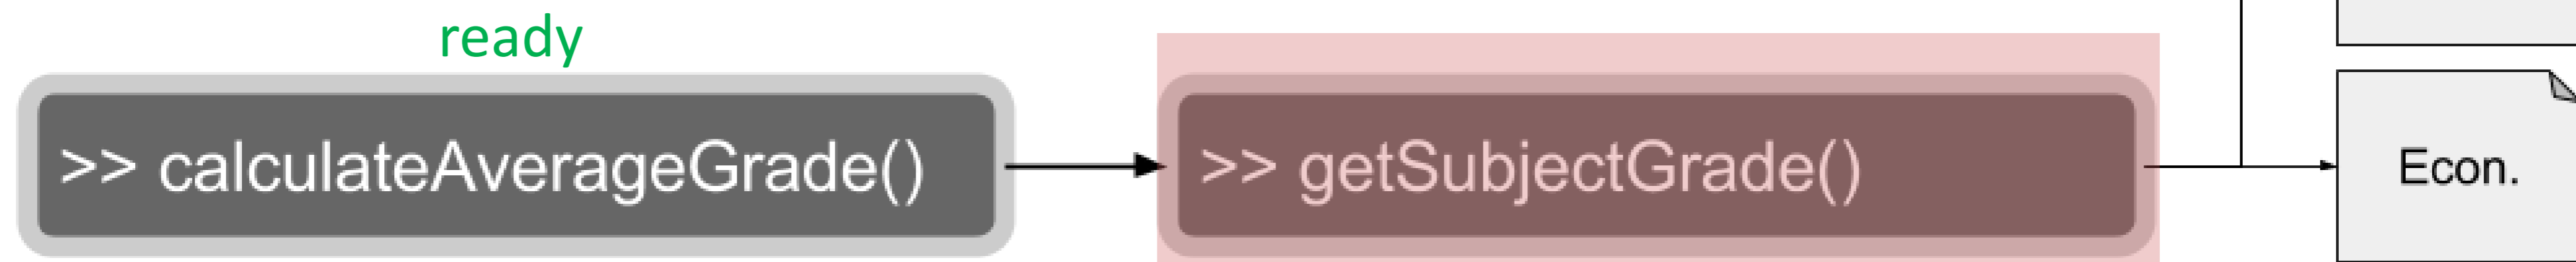 ready
>> calculateAverageGrade()
>> getSubjectGrade()
Econ.